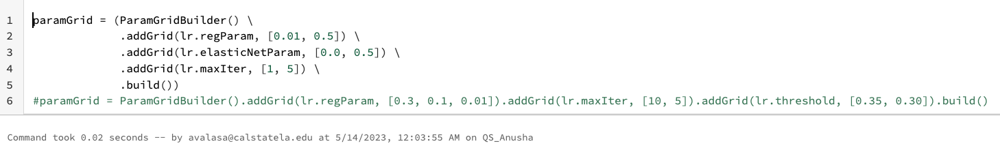 1 paramGrid = (ParamGridBuilder() \
2 .addGrid(lr.regParam, [0.01, 0.5]) \
3 .addGrid(lr.elasticNetParam, [0.0, 0.5]) \
4 .addGrid(lr.maxIter, [1, 5]) \
5 .build())
6 #paramGrid = ParamGridBuilder().addGrid(lr.regParam, [0.3, 0.1, 0.01]).addGrid(lr.maxIter, [10, 5]).addGrid(lr.threshold, [0.35, 0.30]).build()
Command took 0.02 seconds -- by avalasa@calstatela.edu at 5/14/2023, 12:03:55 AM on QS_Anusha